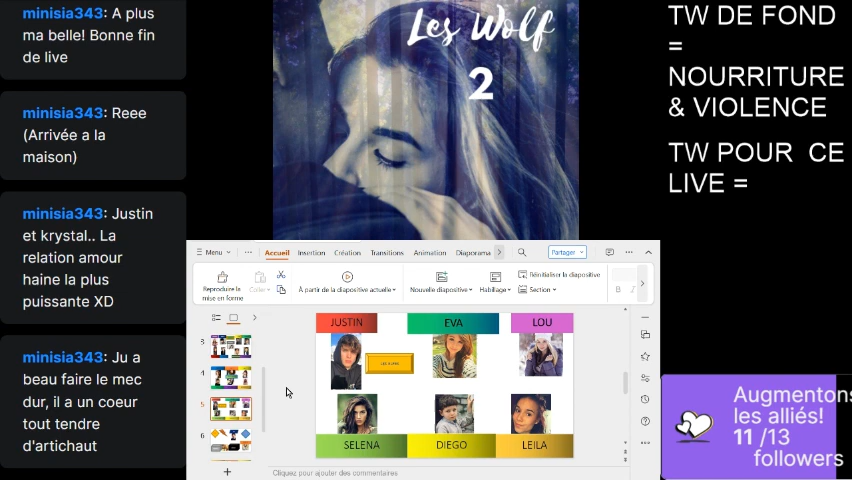 minisia343: A plus
ma belle! Bonne fin
de live
minisia343: Reee
(Arrivée a la
maison)
minisia343: Justin
et krystal.. La
relation amour
haine la plus
puissante XD
minisia343: Ju a
beau faire le mec
dur, il a un coeur
tout tendre
d'artichaut
Les Wolf
2
TW DE FOND
=
NOURRITURE
& VIOLENCE
TW POUR CE
LIVE =
Menu
Accueil
Insertion
Création
Transitions
Animation
Diaporama
Partager
Reproduire la
mise en forme
Coller
À partir de la diapositive actuelle
Nouvelle diapositive
Habillage
Réinitialiser la diapositive
Section
B
I
3
4
5
6
JUSTIN
EVA
LOU
SELENA
DIEGO
LEILA
Cliquez pour ajouter des commentaires
Augmentons
les alliés!
11 /13
followers